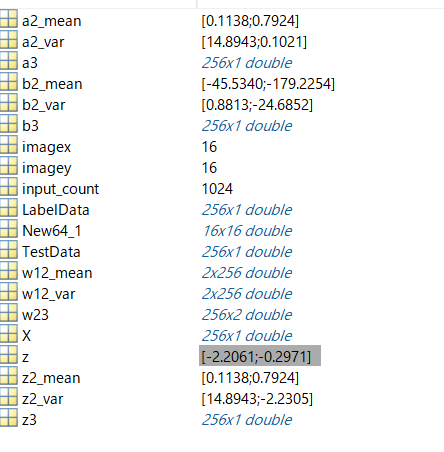 a2_mean [0.1138;0.7924]
a2_var [14.8943;0.1021]
a3 256x1 double
b2_mean [-45.5340;-179.2254]
b2_var [0.8813;-24.6852]
b3 256x1 double
imagex 16
imagey 16
input_count 1024
LabelData 256x1 double
New64_1 16x16 double
TestData 256x1 double
w12_mean 2x256 double
w12_var 2x256 double
w23 256x2 double
X 256x1 double
z [-2.2061;-0.2971]
z2_mean [0.1138;0.7924]
z2_var [14.8943;-2.2305]
z3 256x1 double